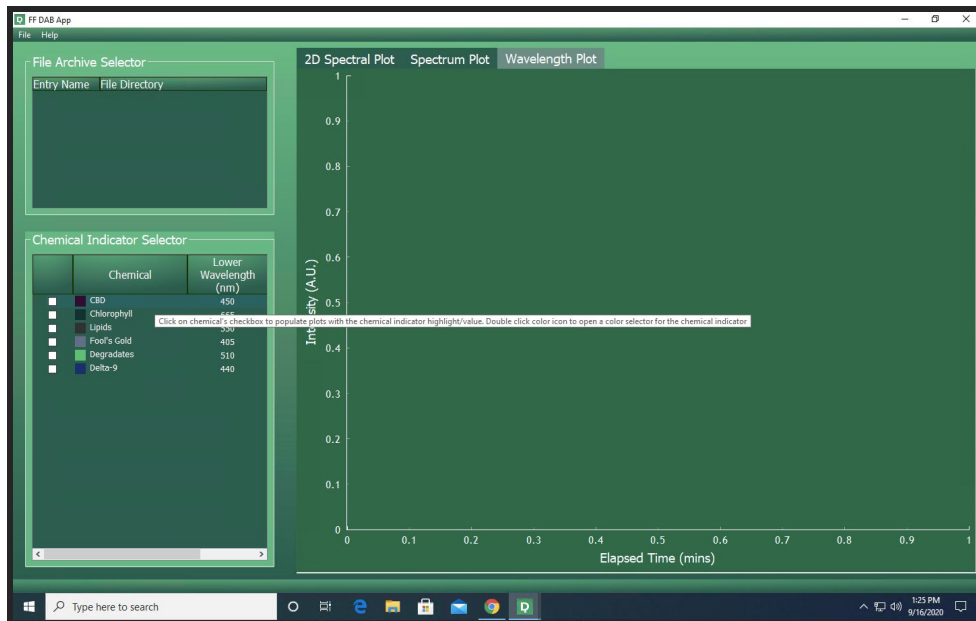 FF DAB App
File Help
File Archive Selector
Entry Name File Directory
Chemical Indicator Selector
Chemical
Lower
Wavelength
(nm)
CBD 450
Chlorophyll
Lipids 550
Fool's Gold 405
Degradates 510
Delta-9 440
Click on chemical's checkbox to populate plots with the chemical indicator highlight/value. Double click color icon to open a color selector for the chemical indicator
2D Spectral Plot Spectrum Plot Wavelength Plot
1
0.9
0.8
0.7
0.6
0.5
0.4
0.3
0.2
0.1
0
Intensity (A.U.)
0 0.1 0.2 0.3 0.4 0.5 0.6 0.7 0.8 0.9 1
Elapsed Time (mins)
Type here to search
1:25 PM
9/16/2020